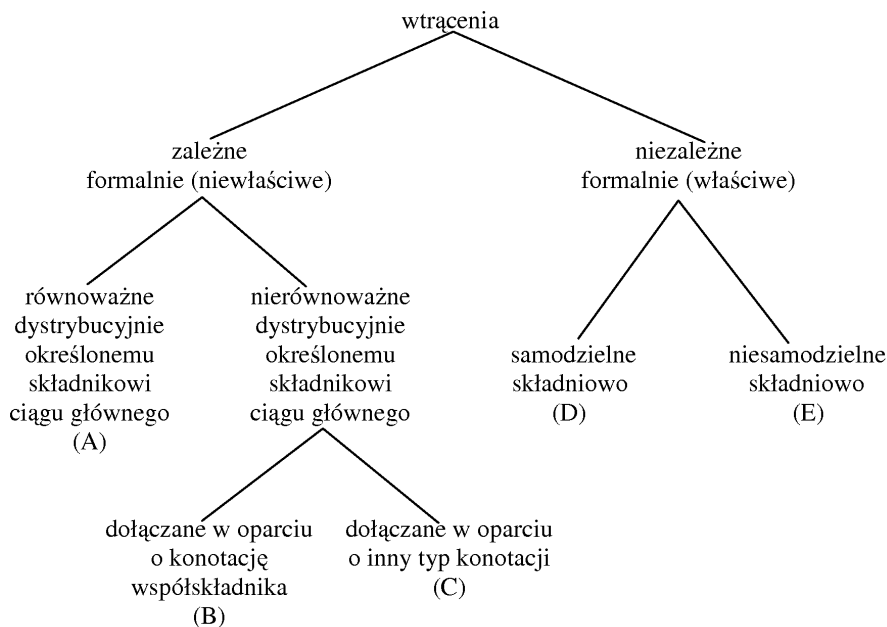 wtrącenia
zależne
formalnie (niewłaściwe)
niezależne
formalnie (właściwe)
równoważne
dystrybucyjnie
określonemu
składnikowi
ciągu głównego
(A)
nierównoważne
dystrybucyjnie
określonemu
składnikowi
ciągu głównego
samodzielne
składniowo
(D)
niesamodzielne
składniowo
(E)
dołączane w oparciu
o konotację
współskładnika
(B)
dołączane w oparciu
o inny typ konotacji
(C)